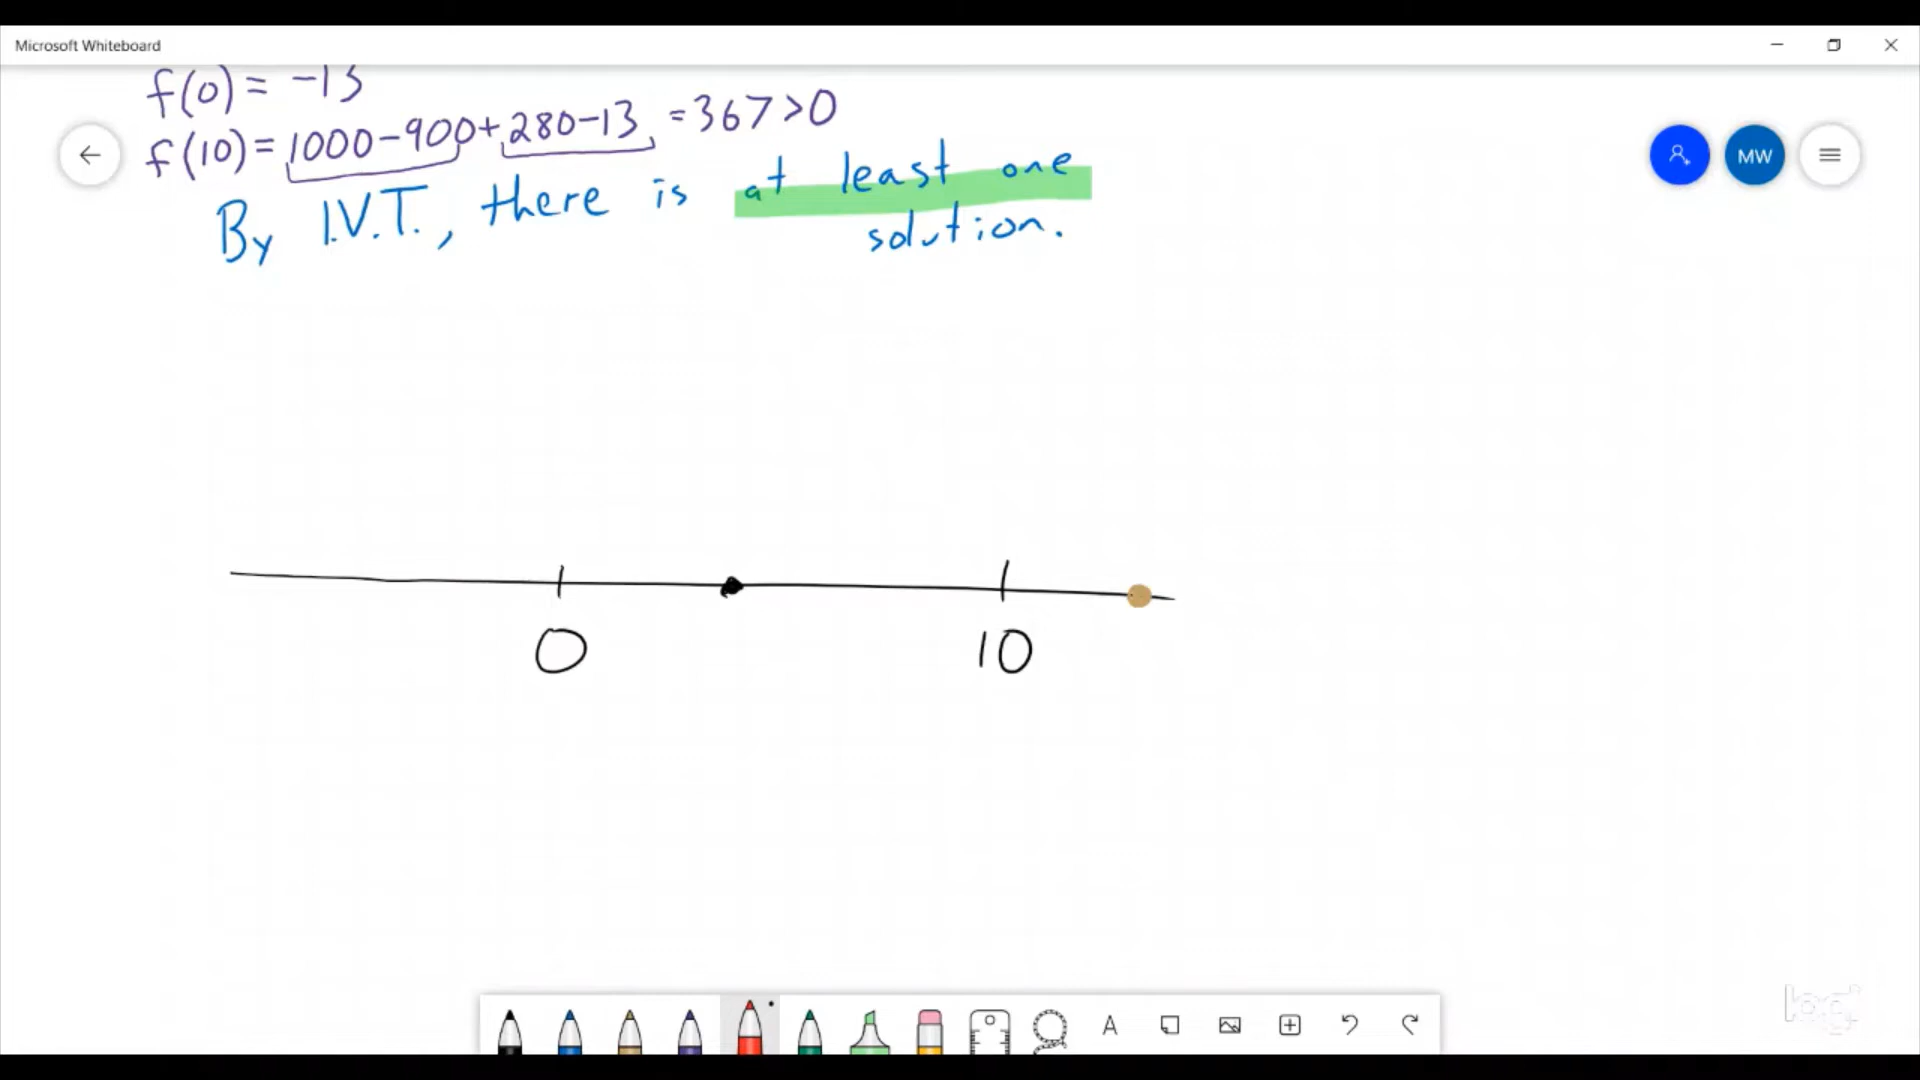 Microsoft Whiteboard
f(0) = -13
f(10) = 1000-900+280-13 = 367>0
MW
By I.V.T., there is at least one
solution.
0 10
A
logi